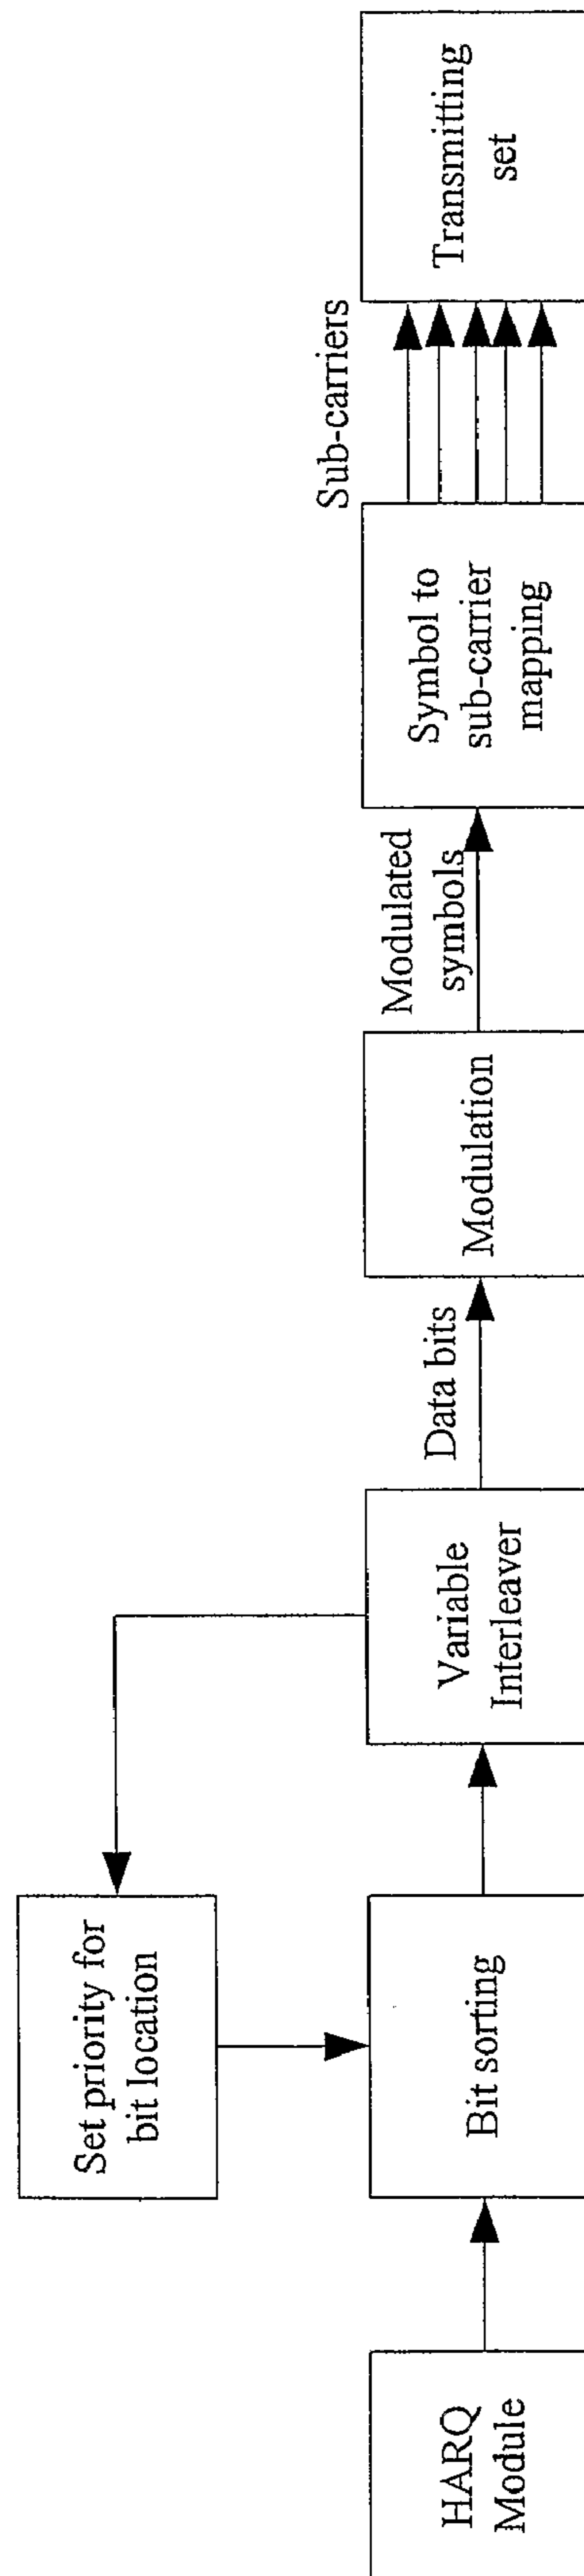 Set priority for
bit location
HARQ
Module
Bit sorting
Variable
Interleaver
Data bits
Modulation
Modulated
symbols
Symbol to
sub-carrier
mapping
Sub-carriers
Transmitting
set